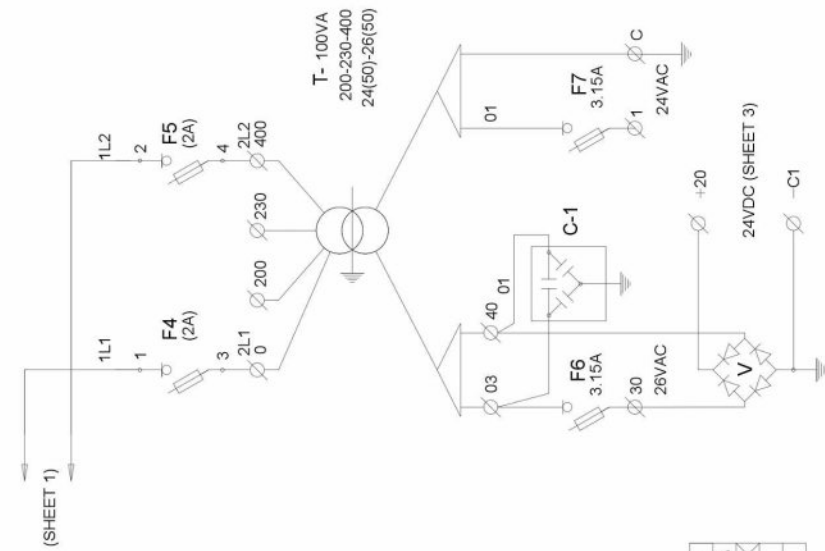 (SHEET 1)
1L1
1L2
1
2
F4
(2A)
F5
(2A)
3
4
2L1
0
200
230
2L2
400
T- 100VA
200-230-400
24(50)-26(50)
03
40
01
C-1
01
F6
3.15A
30
26VAC
F7
3.15A
1
24VAC
C
V
+20
24VDC (SHEET 3)
-C1